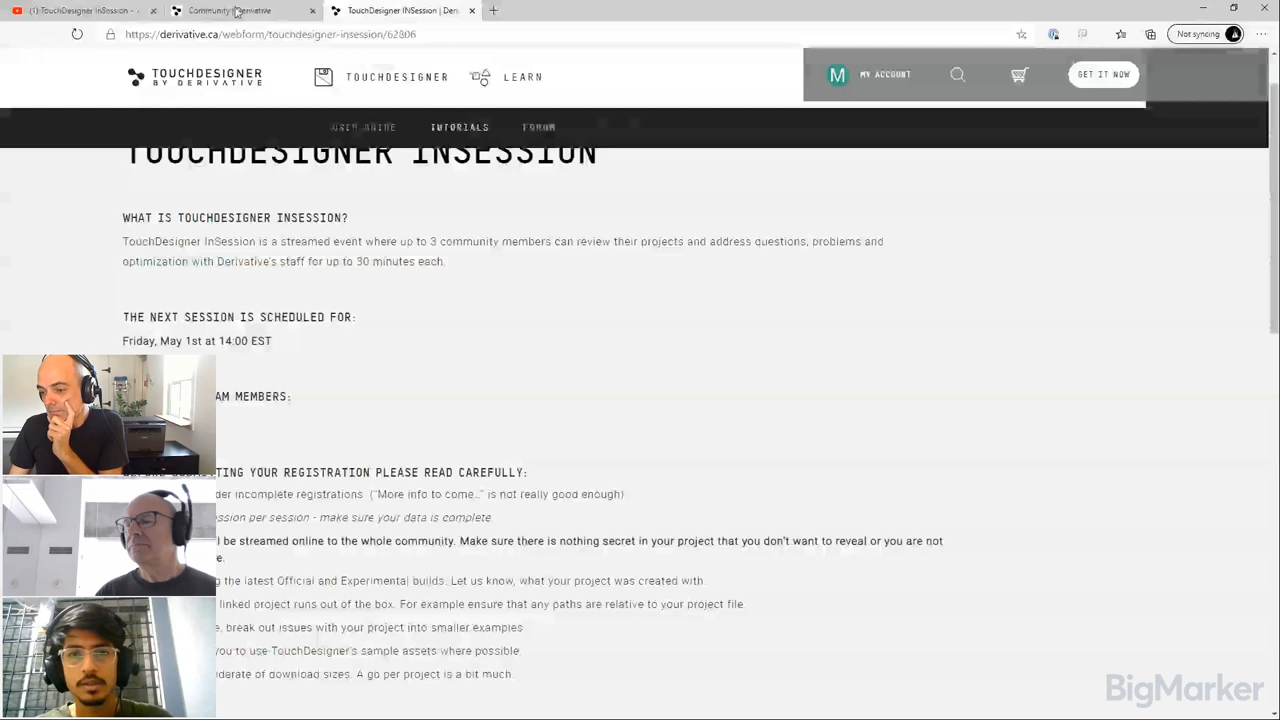 (1) TouchDesigner InSession -
Community | Derivative
TouchDesigner INSession | Deri
https://derivative.ca/webform/touchdesigner-insession/62806
Not syncing
TOUCHDESIGNER
BY DERIVATIVE
TOUCHDESIGNER
LEARN
M
MY ACCOUNT
GET IT NOW
USER GUIDE
TUTORIALS
FORUM
TOUCHDESIGNER INSESSION
WHAT IS TOUCHDESIGNER INSESSION?
TouchDesigner InSession is a streamed event where up to 3 community members can review their projects and address questions, problems and
optimization with Derivative's staff for up to 30 minutes each.
THE NEXT SESSION IS SCHEDULED FOR:
Friday, May 1st at 14:00 EST
AM MEMBERS:
TING YOUR REGISTRATION PLEASE READ CAREFULLY:
der incomplete registrations. ("More info to come…" is not really good enough)
ssion per session - make sure your data is complete.
l be streamed online to the whole community. Make sure there is nothing secret in your project that you don't want to reveal or you are not
e.
g the latest Official and Experimental builds. Let us know, what your project was created with.
linked project runs out of the box. For example ensure that any paths are relative to your project file.
e, break out issues with your project into smaller examples
you to use TouchDesigner's sample assets where possible.
darate of download sizes. A gb per project is a bit much.
BigMarker